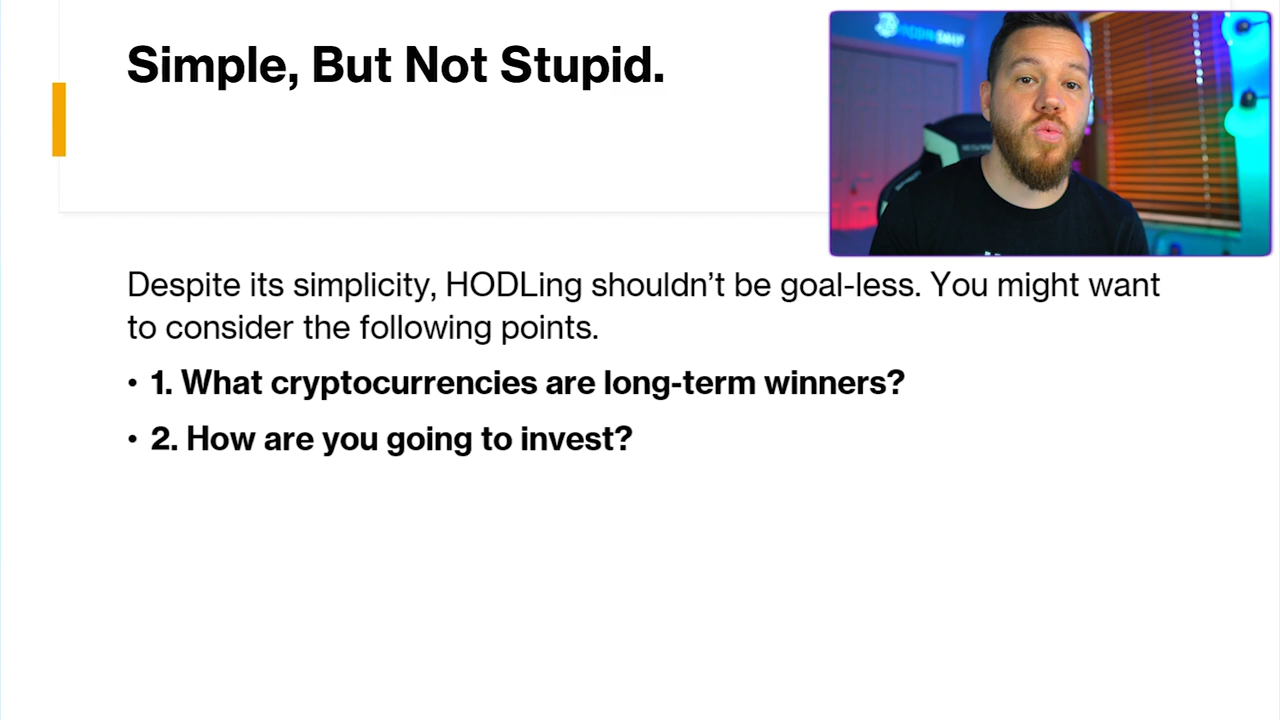 Simple, But Not Stupid.
Despite its simplicity, HODLing shouldn’t be goal-less. You might want
to consider the following points.
• 1. What cryptocurrencies are long-term winners?
• 2. How are you going to invest?